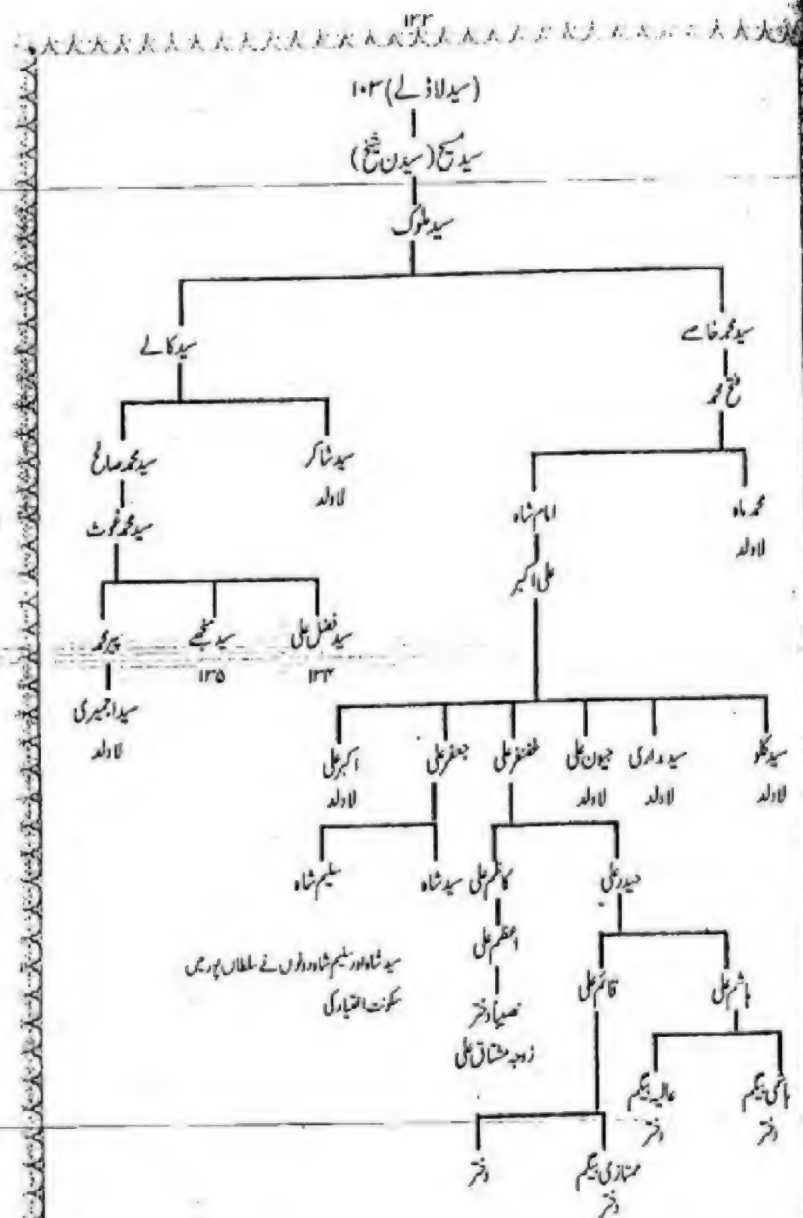 ۱۳۳
(سید لاڈلے) ۱۰۳
سید مسیح (سیدن شیخ)
سید ملوک
سید محمد خاصے
سید کالے
فتح محمد
سید شاکر
لاولد
سید محمد صالح
محمد ماہ
لاولد
امام شاہ
سید محمد غوث
علی اکبر
سید فضل علی
۱۳۴
سید منجھے
۱۳۵
پیر محمد
سید اجمیری
لاولد
سید کلو
لاولد
سید مداری
لاولد
جیون علی
لاولد
غضنفر علی
جعفر علی
اکبر علی
لاولد
حیدر علی
کاظم علی
سید شاہ
سلیم شاہ
اعظم علی
سید شاہ اور سلیم شاہ دونوں نے سلطان پور میں
سکونت اختیار کی
ہاشم علی
قائم علی
نصیباً دختر
زوجہ مشتاق علی
ہاشمی بیگم
دختر
عالیہ بیگم
دختر
ممتازی بیگم
دختر
دختر